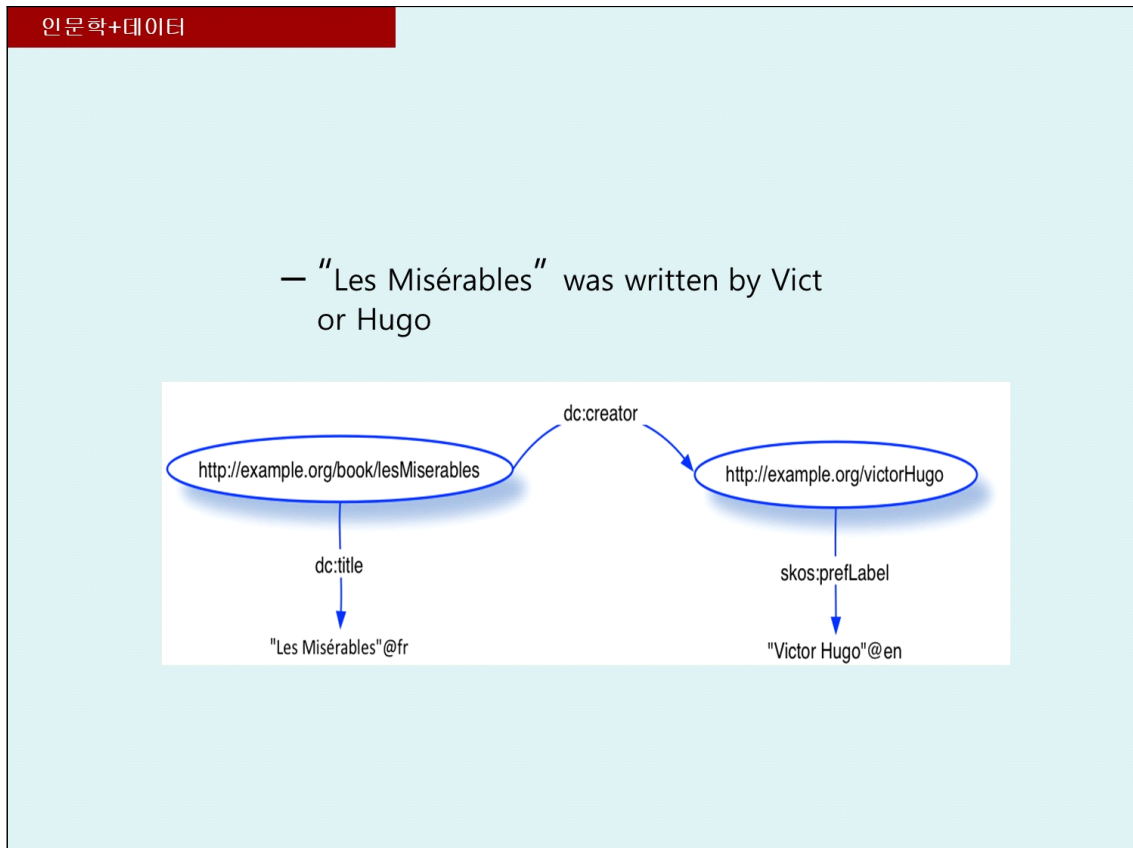 인문학+데이터
– “Les Misérables” was written by Vict
or Hugo
dc:creator
http://example.org/book/lesMiserables
http://example.org/victorHugo
dc:title
skos:prefLabel
"Les Misérables"@fr
"Victor Hugo"@en